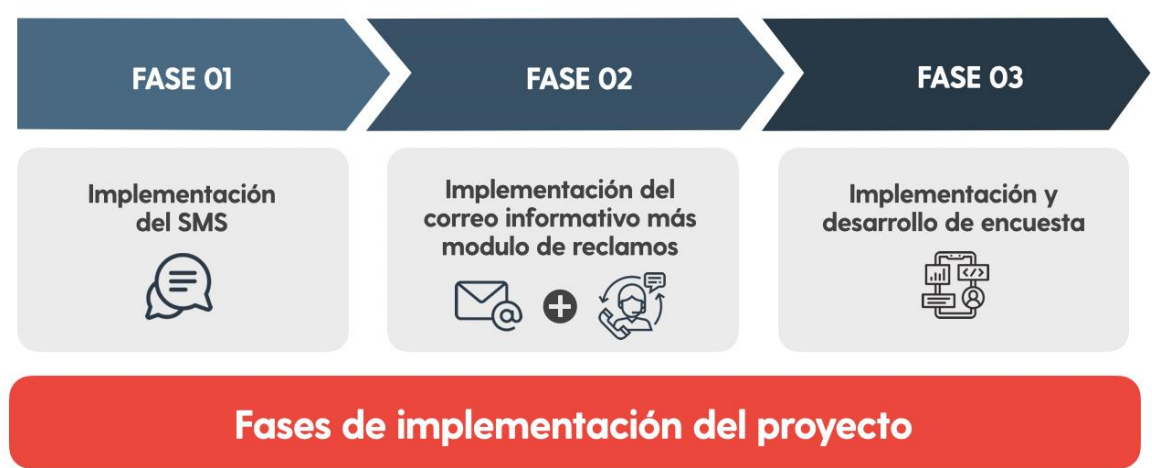 FASE 01
FASE 02
FASE 03
Implementación
del SMS
Implementación del
correo informativo más
modulo de reclamos
Implementación y
desarrollo de encuesta
Fases de implementación del proyecto